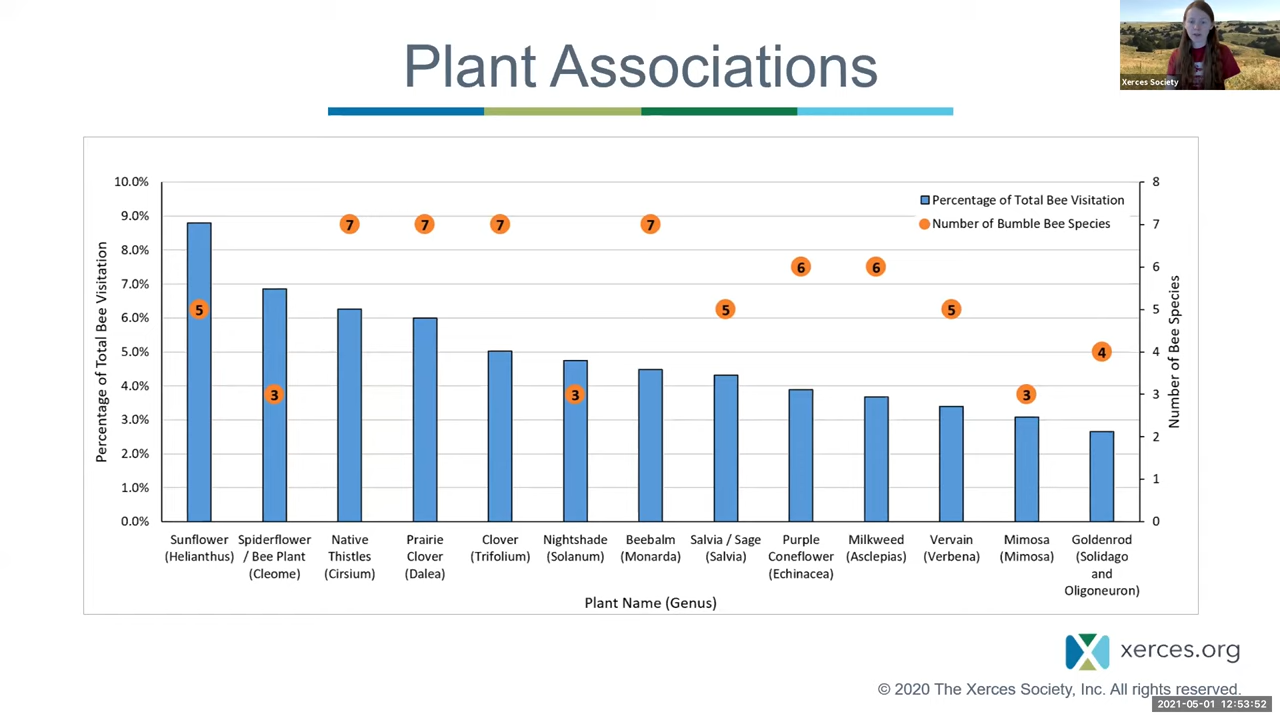 Plant Associations
Xerces Society
10.0%
9.0%
8.0%
7.0%
6.0%
5.0%
4.0%
3.0%
2.0%
1.0%
0.0%
Percentage of Total Bee Visitation
8
7
6
5
4
3
2
1
0
Number of Bee Species
Percentage of Total Bee Visitation
Number of Bumble Bee Species
5
3
7
7
7
3
7
5
6
6
5
3
4
Sunflower
(Helianthus)
Spiderflower
/ Bee Plant
(Cleome)
Native
Thistles
(Cirsium)
Prairie
Clover
(Dalea)
Clover
(Trifolium)
Nightshade
(Solanum)
Beebalm
(Monarda)
Salvia / Sage
(Salvia)
Purple
Coneflower
(Echinacea)
Milkweed
(Asclepias)
Vervain
(Verbena)
Mimosa
(Mimosa)
Goldenrod
(Solidago
and
Oligoneuron)
Plant Name (Genus)
xerces.org
© 2020 The Xerces Society, Inc. All rights reserved.
2021-05-01 12:53:52